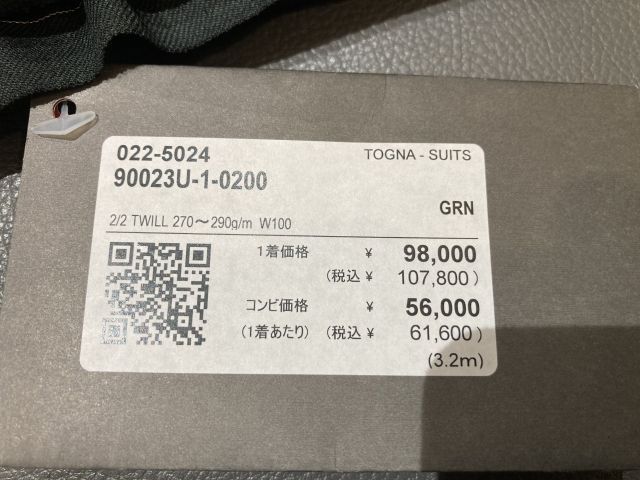 022-5024 TOGNA - SUITS
90023U-1-0200
GRN
2/2 TWILL 270～290g/m W100
1着価格 ¥ 98,000
(税込 ¥ 107,800 )
コンビ価格 ¥ 56,000
(1着あたり) (税込 ¥ 61,600 )
(3.2m)